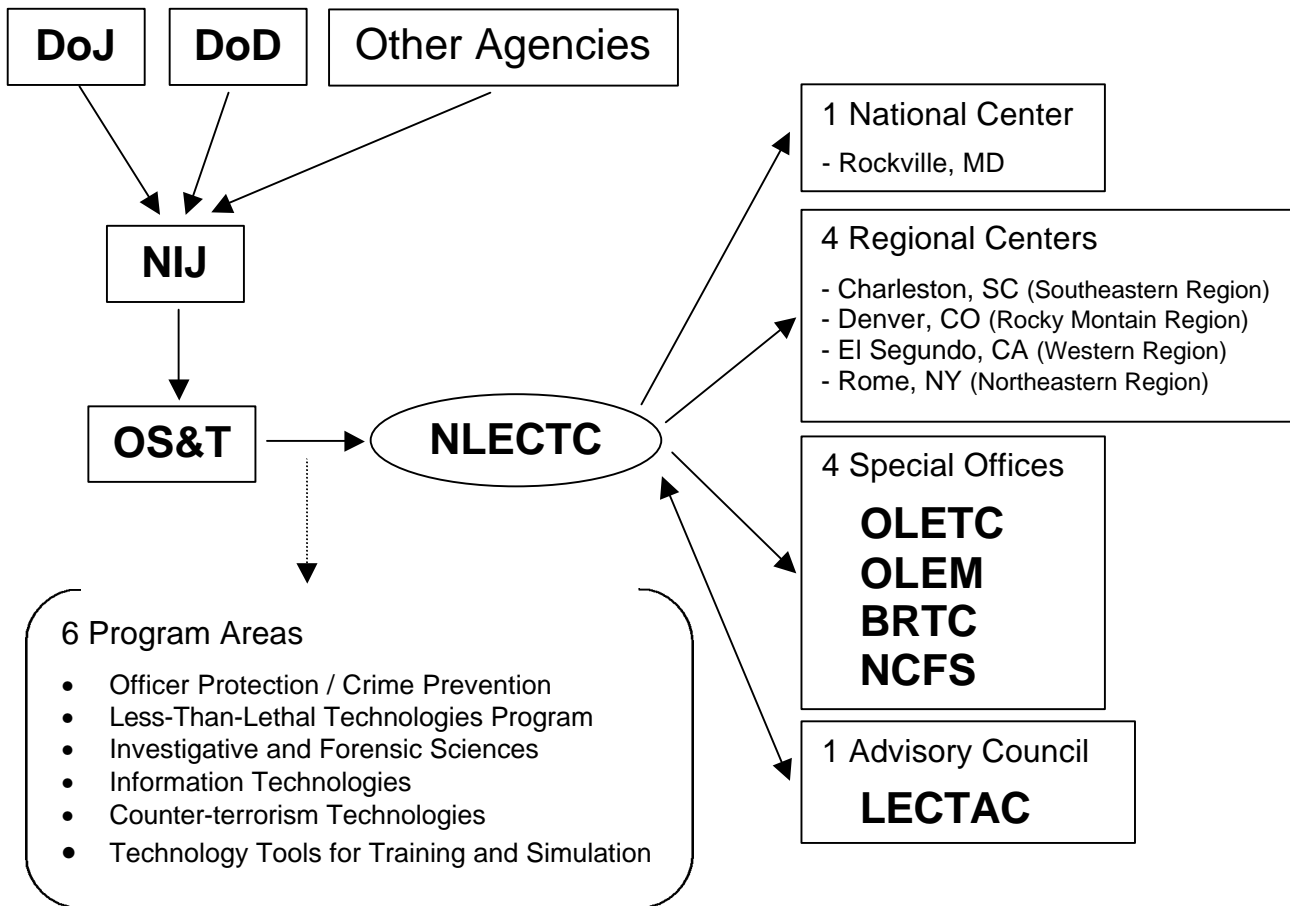 DoJ
DoD
Other Agencies
NIJ
OS&T
NLECTC
1 National Center
- Rockville, MD
4 Regional Centers
- Charleston, SC (Southeastern Region)
- Denver, CO (Rocky Montain Region)
- El Segundo, CA (Western Region)
- Rome, NY (Northeastern Region)
4 Special Offices
OLETC
OLEM
BRTC
NCFS
1 Advisory Council
LECTAC
6 Program Areas
• Officer Protection / Crime Prevention
• Less-Than-Lethal Technologies Program
• Investigative and Forensic Sciences
• Information Technologies
• Counter-terrorism Technologies
• Technology Tools for Training and Simulation